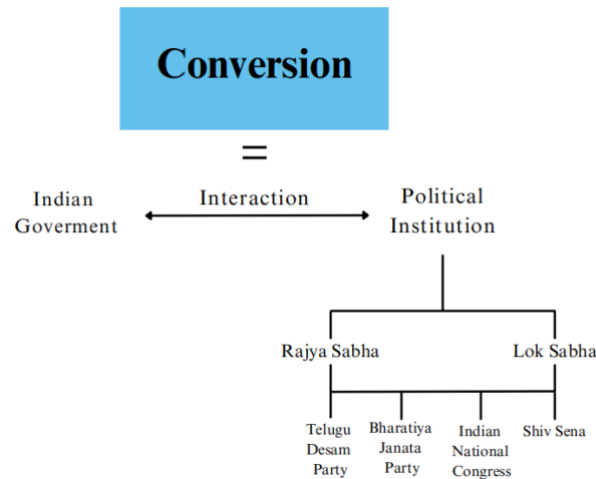 Conversion
=
Indian
Goverment
Interaction
Political
Institution
Rajya Sabha
Lok Sabha
Telugu
Desam
Party
Bharatiya
Janata
Party
Indian
National
Congress
Shiv Sena